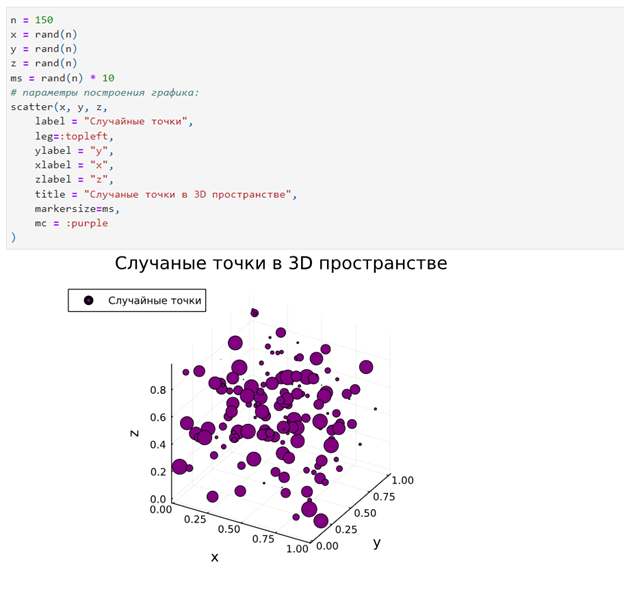 n = 150
x = rand(n)
y = rand(n)
z = rand(n)
ms = rand(n) * 10
# параметры построения графика:
scatter(x, y, z,
    label = "Случайные точки",
    leg=:topleft,
    ylabel = "y",
    xlabel = "x",
    zlabel = "z",
    title = "Случаные точки в 3D пространстве",
    markersize=ms,
    mc = :purple
)
Случаные точки в 3D пространстве
Случайные точки
z
0.8
0.6
0.4
0.2
0.0
0.00
0.25
0.50
0.75
1.00
x
0.00
0.25
0.50
0.75
1.00
y